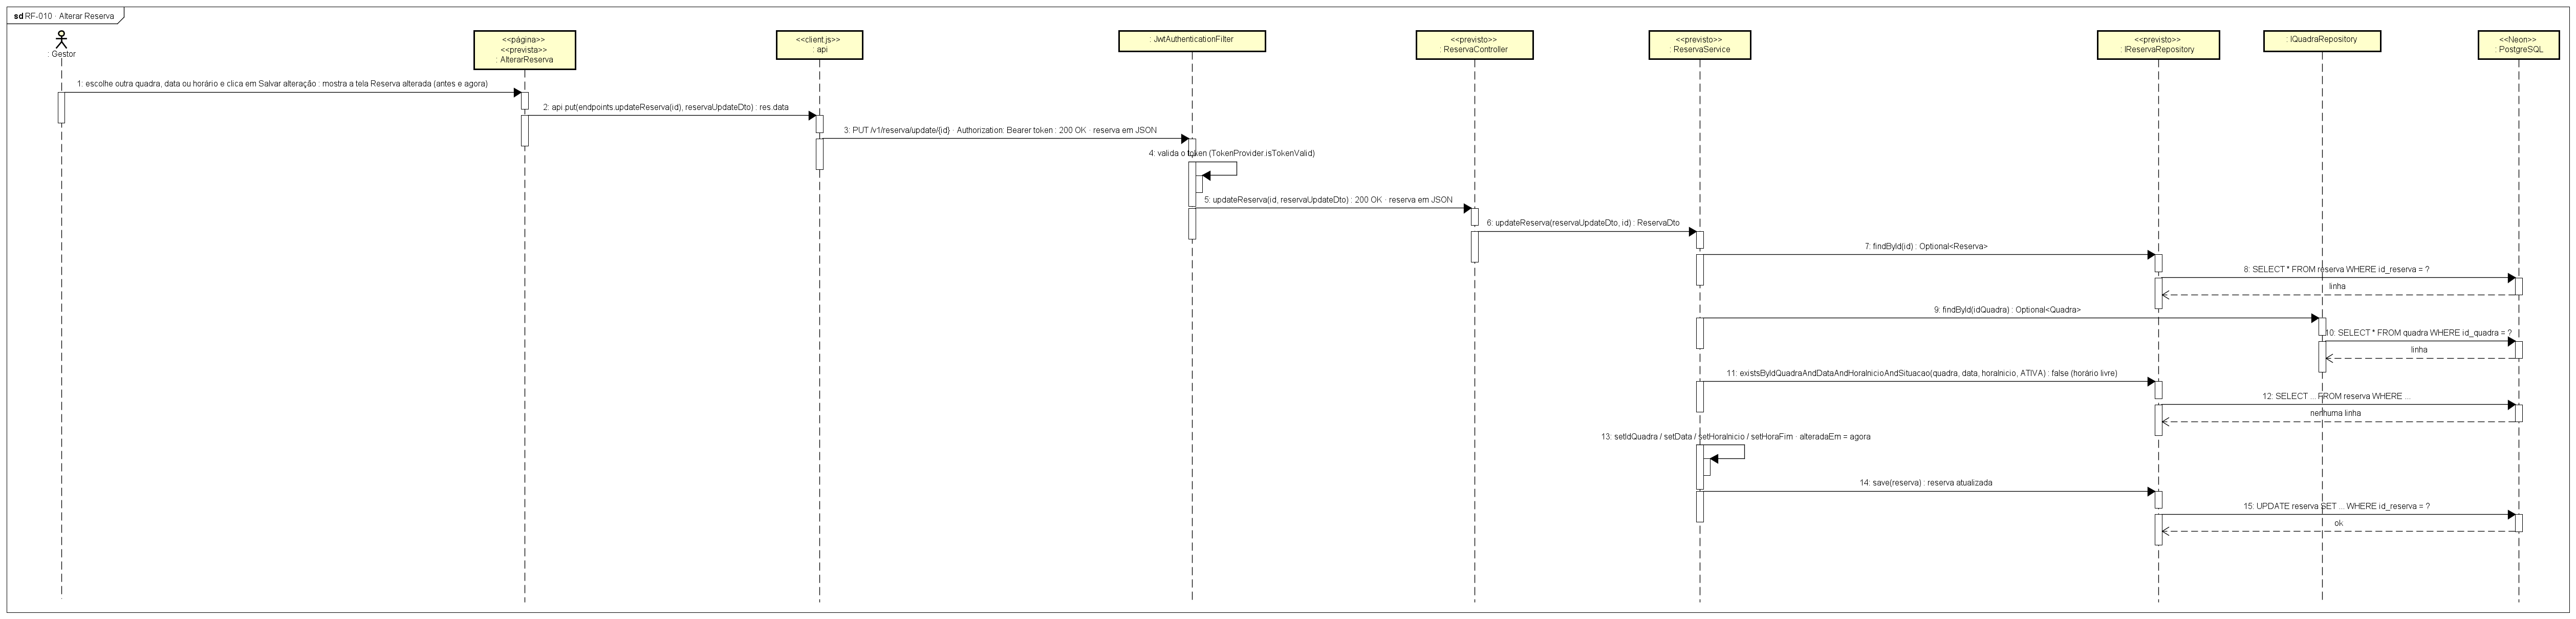 sd RF-010 · Alterar Reserva
: Gestor
<<página>>
<<prevista>>
: AlterarReserva
<<client.js>>
: api
: JwtAuthenticationFilter
<<previsto>>
: ReservaController
<<previsto>>
: ReservaService
<<previsto>>
: IReservaRepository
: IQuadraRepository
<<Neon>>
: PostgreSQL
1: escolhe outra quadra, data ou horário e clica em Salvar alteração : mostra a tela Reserva alterada (antes e agora)
2: api.put(endpoints.updateReserva(id), reservaUpdateDto) : res.data
3: PUT /v1/reserva/update/{id} · Authorization: Bearer token : 200 OK · reserva em JSON
4: valida o token (TokenProvider.isTokenValid)
5: updateReserva(id, reservaUpdateDto) : 200 OK · reserva em JSON
6: updateReserva(reservaUpdateDto, id) : ReservaDto
7: findById(id) : Optional<Reserva>
8: SELECT * FROM reserva WHERE id_reserva = ?
linha
9: findById(idQuadra) : Optional<Quadra>
10: SELECT * FROM quadra WHERE id_quadra = ?
linha
11: existsByIdQuadraAndDataAndHoraInicioAndSituacao(quadra, data, horaInicio, ATIVA) : false (horário livre)
12: SELECT ... FROM reserva WHERE ...
nenhuma linha
13: setIdQuadra / setData / setHoraInicio / setHoraFim · alteradaEm = agora
14: save(reserva) : reserva atualizada
15: UPDATE reserva SET ... WHERE id_reserva = ?
ok